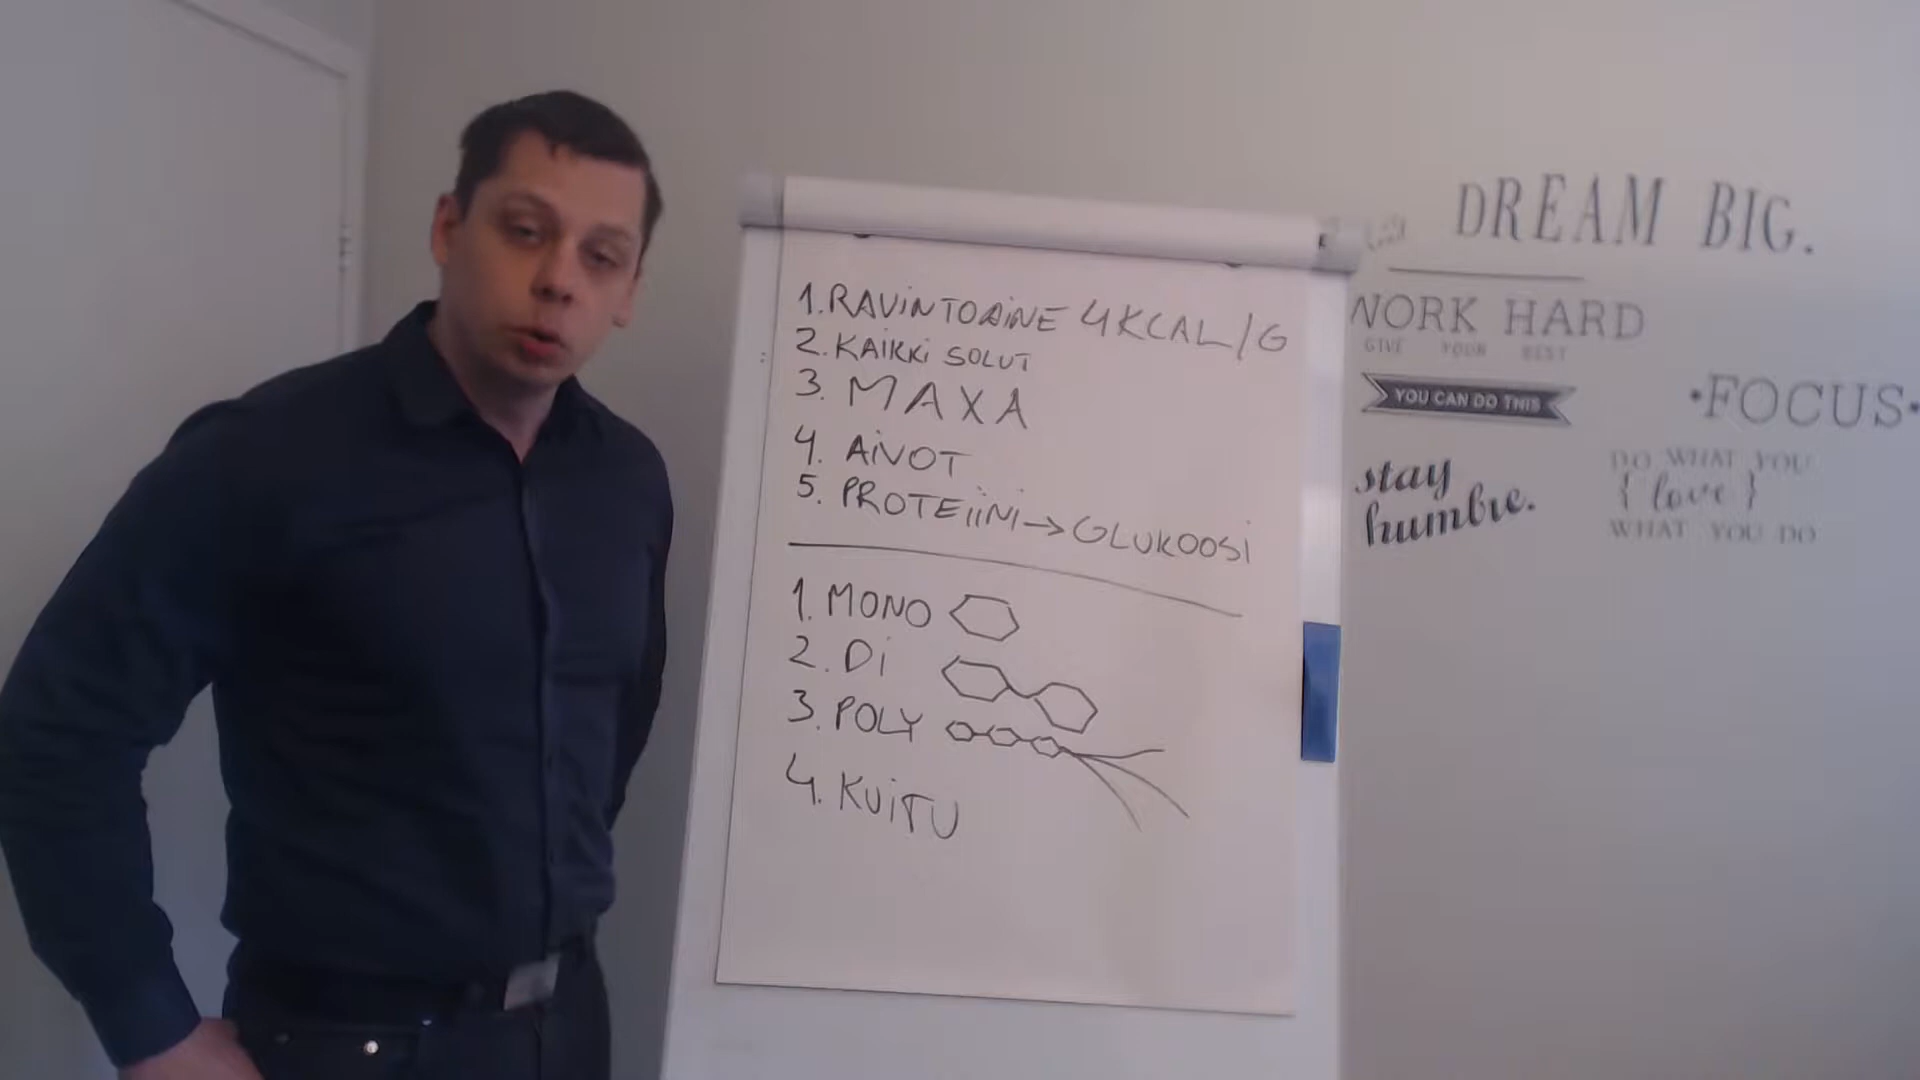 1. RAVINTOAINE 4KCAL/G
2. KAIKKI SOLUT
3. MAXA
4. AIVOT
5. PROTEIINI→GLUKOOSI
1. MONO
2. Di
3. POLY
4. KUITU
DREAM BIG.
WORK HARD
GIVE YOUR BEST
YOU CAN DO THIS
•FOCUS•
stay
humble.
DO WHAT YOU
{ love }
WHAT YOU DO